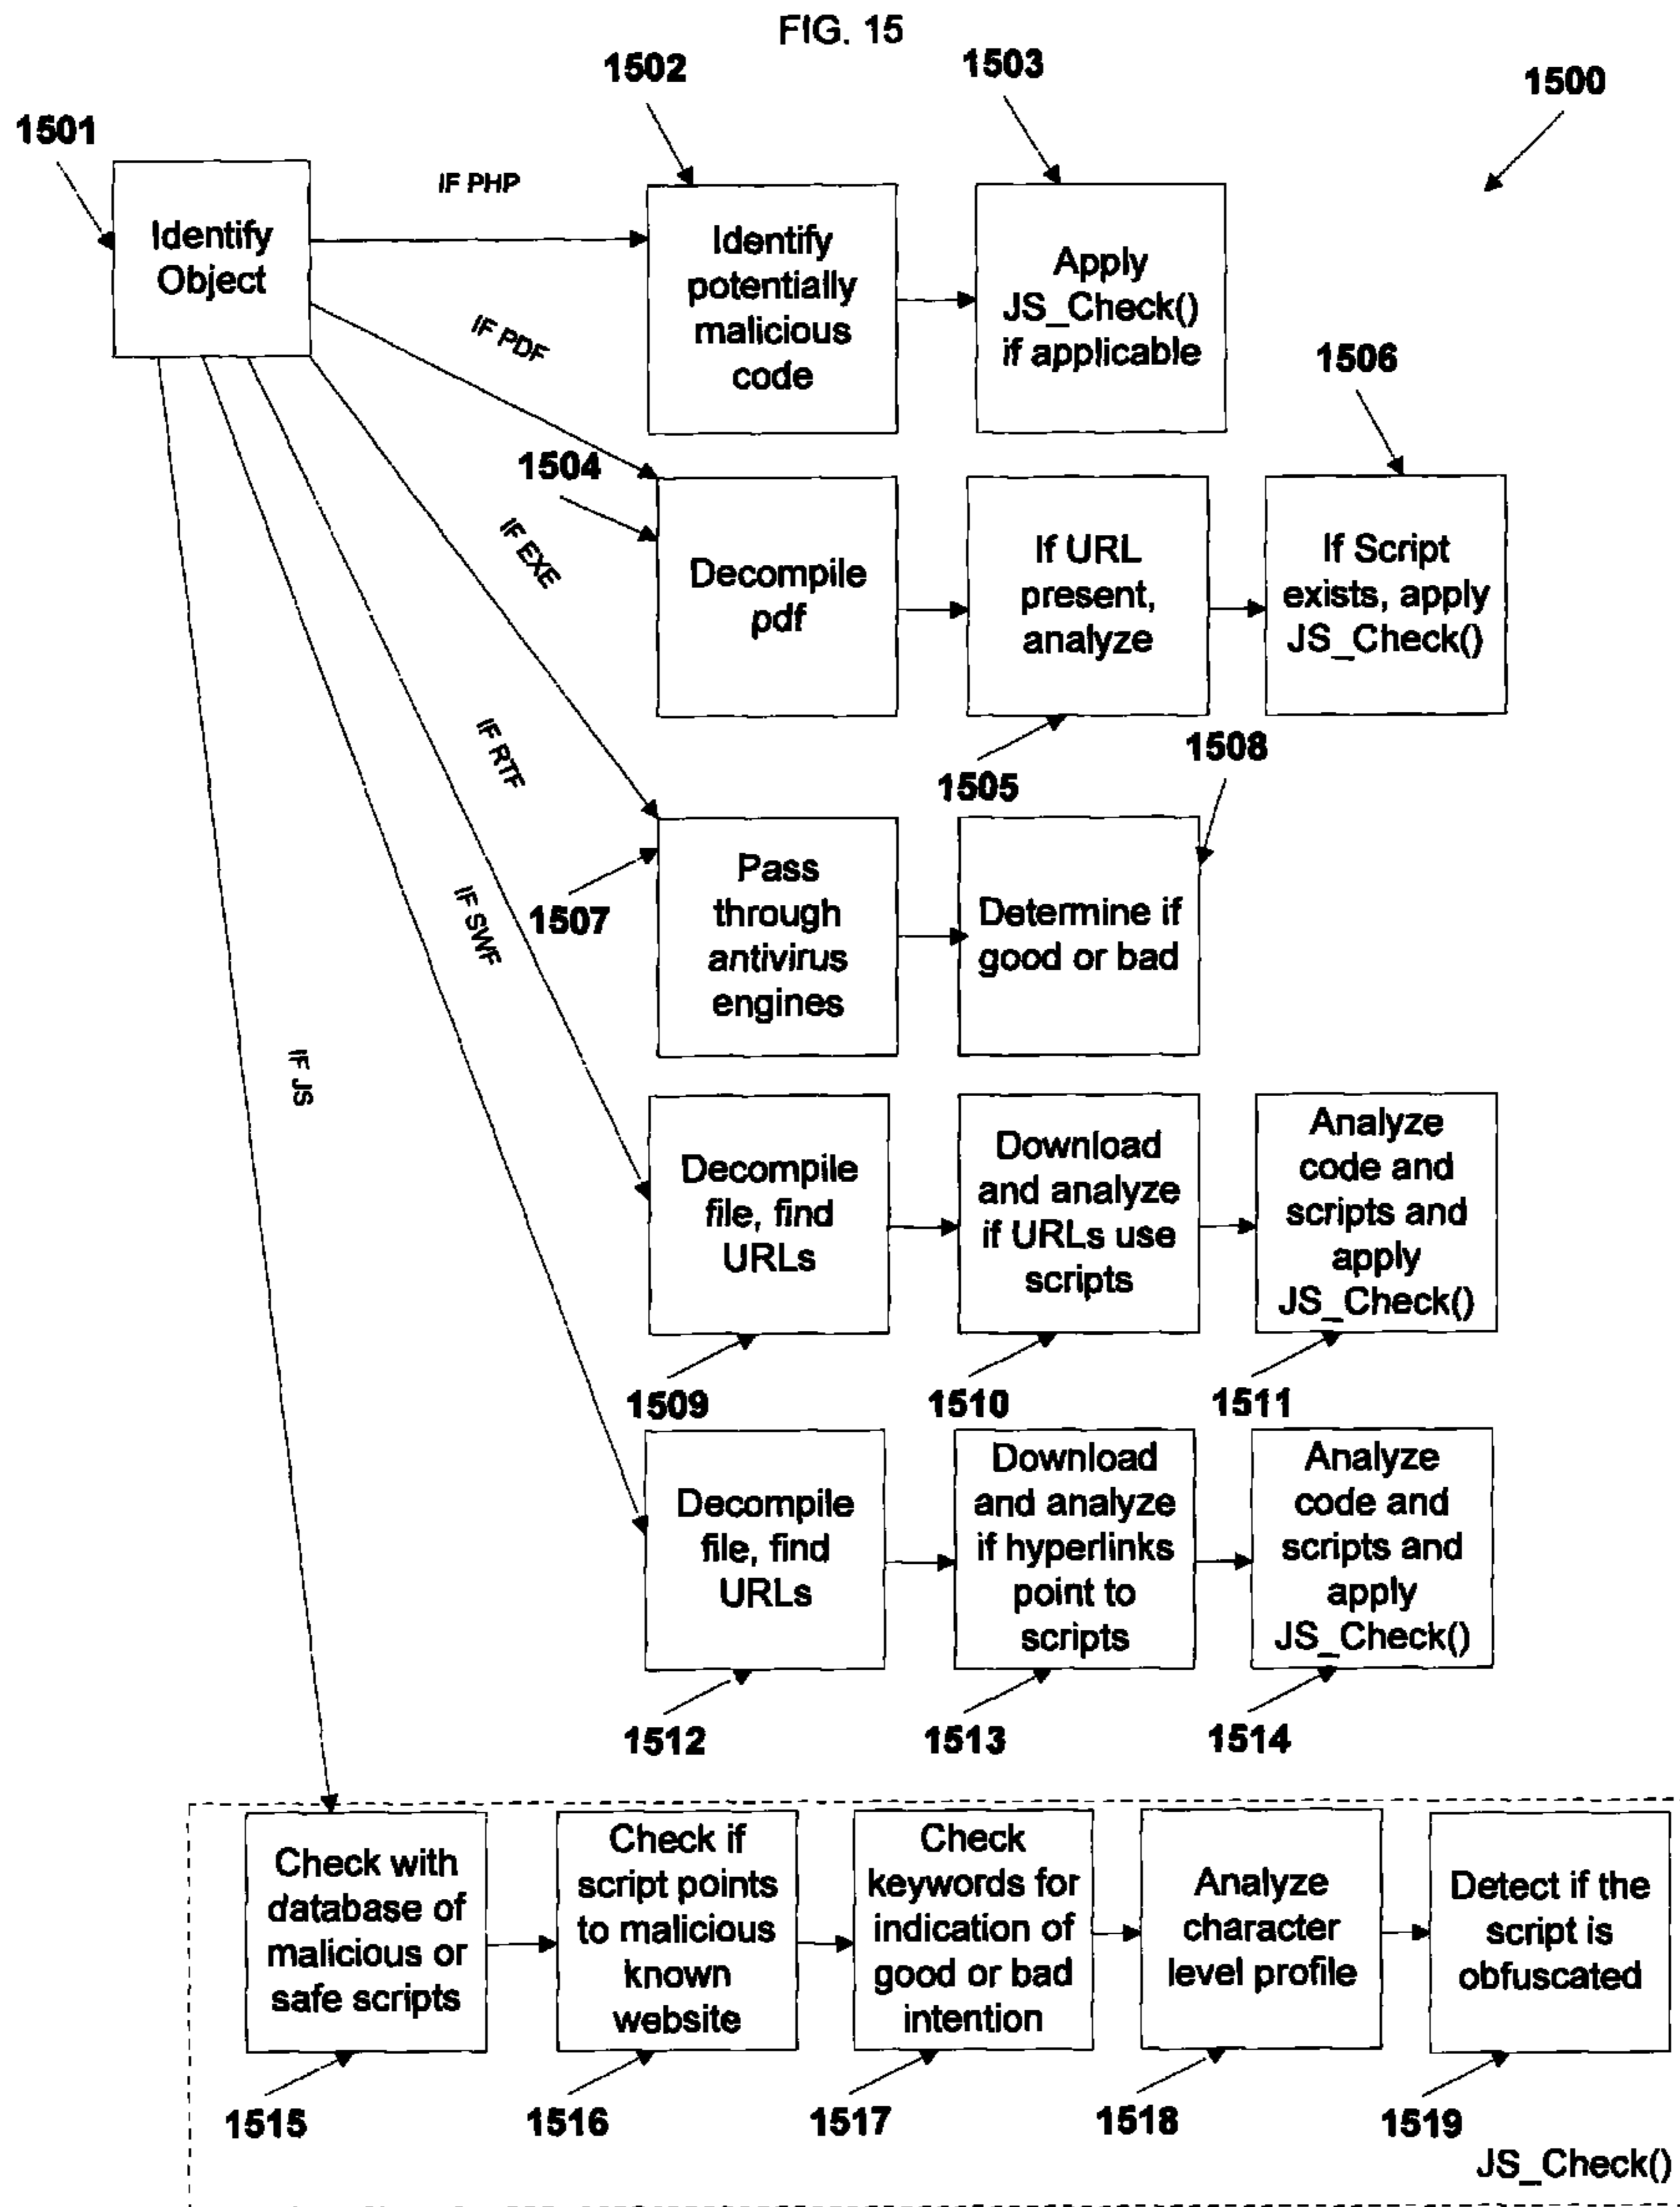 FIG. 15
1500
1501
Identify
Object
IF PHP
1502
Identify
potentially
malicious
code
1503
Apply
JS_Check()
if applicable
IF PDF
1504
Decompile
pdf
1505
If URL
present,
analyze
1506
If Script
exists, apply
JS_Check()
IF EXE
1507
Pass
through
antivirus
engines
1508
Determine if
good or bad
IF RTF
1509
Decompile
file, find
URLs
1510
Download
and analyze
if URLs use
scripts
1511
Analyze
code and
scripts and
apply
JS_Check()
IF SWF
1512
Decompile
file, find
URLs
1513
Download
and analyze
if hyperlinks
point to
scripts
1514
Analyze
code and
scripts and
apply
JS_Check()
IF JS
Check with
database of
malicious or
safe scripts
1515
Check if
script points
to malicious
known
website
1516
Check
keywords for
indication of
good or bad
intention
1517
Analyze
character
level profile
1518
Detect if the
script is
obfuscated
1519
JS_Check()